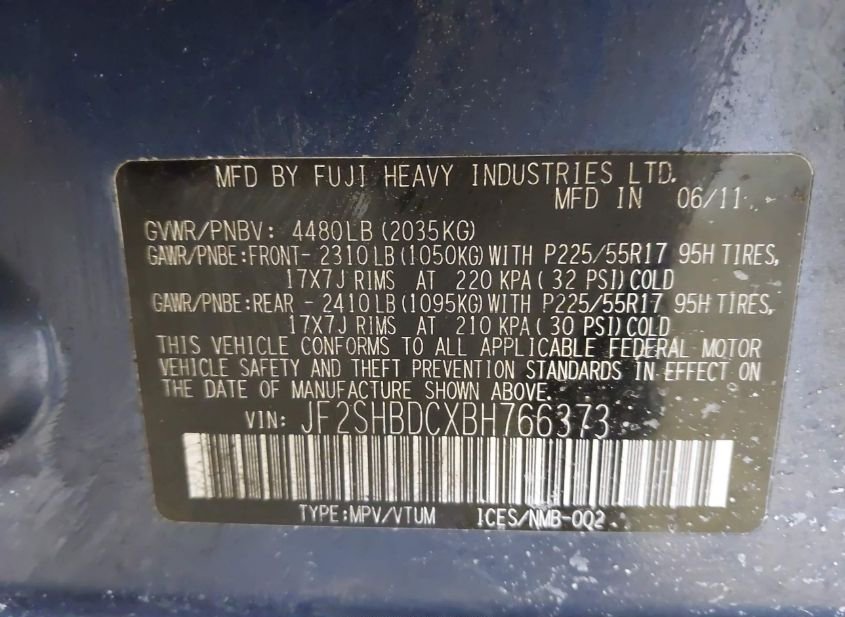 MFD BY FUJI HEAVY INDUSTRIES LTD.
MFD IN 06/11
GVWR/PNBV: 4480LB (2035KG)
GAWR/PNBE:FRONT- 2310LB (1050KG) WITH P225/55R17 95H TIRES,
17X7J RIMS AT 220 KPA ( 32 PSI) COLD
GAWR/PNBE:REAR - 2410LB (1095KG) WITH P225/55R17 95H TIRES,
17X7J RIMS AT 210 KPA ( 30 PSI) COLD
THIS VEHICLE CONFORMS TO ALL APPLICABLE FEDERAL MOTOR
VEHICLE SAFETY AND THEFT PREVENTION STANDARDS IN EFFECT ON
THE DATE OF MANUFACTURE SHOWN ABOVE.
VIN: JF2SHBDCXBH766373
TYPE:MPV/VTUM ICES/NMB-002